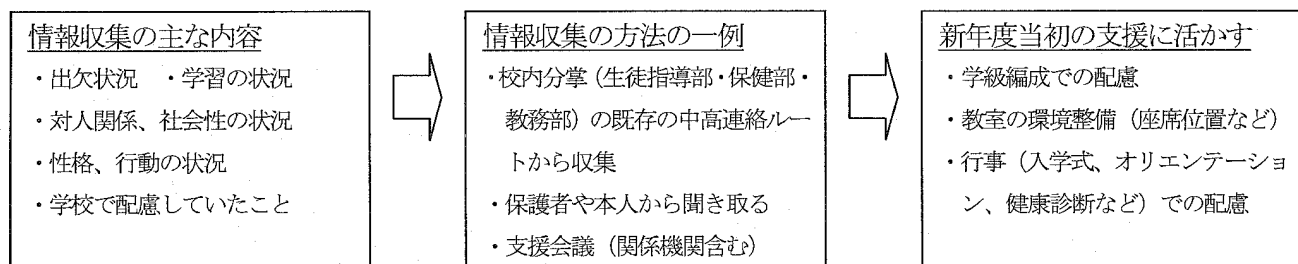 情報収集の主な内容
・出欠状況　・学習の状況
・対人関係、社会性の状況
・性格、行動の状況
・学校で配慮していたこと
情報収集の方法の一例
・校内分掌（生徒指導部・保健部・
教務部）の既存の中高連絡ルー
トから収集
・保護者や本人から聞き取る
・支援会議（関係機関含む）
新年度当初の支援に活かす
・学級編成での配慮
・教室の環境整備（座席位置など）
・行事（入学式、オリエンテーショ
ン、健康診断など）での配慮